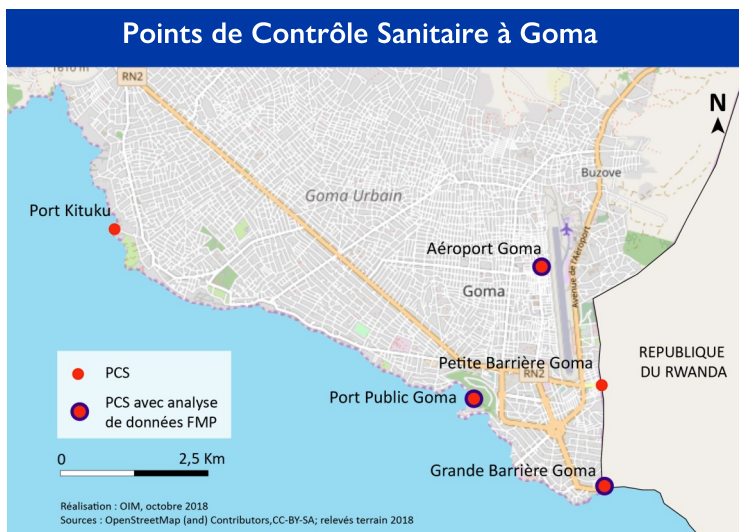 Points de Contrôle Sanitaire à Goma
RN2
N
Buzove
Goma Urbain
Port Kituku
Aéroport Goma
Avenue de l'Aéroport
Goma
REPUBLIQUE
DU RWANDA
Petite Barrière Goma
RN2
PCS
Port Public Goma
PCS avec analyse
de données FMP
0 2,5 Km
Grande Barrière Goma
Réalisation : OIM, octobre 2018
Sources : OpenStreetMap (and) Contributors,CC-BY-SA; relevés terrain 2018